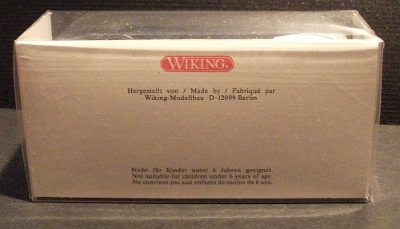 WIKING
Hergestellt von / Made by / Fabriqué par
Wiking-Modellbau · D-12099 Berlin
Nicht für Kinder unter 6 Jahren geeignet.
Not suitable for children under 6 years of age.
Ne convient pas aux enfants de moins de 6 ans.